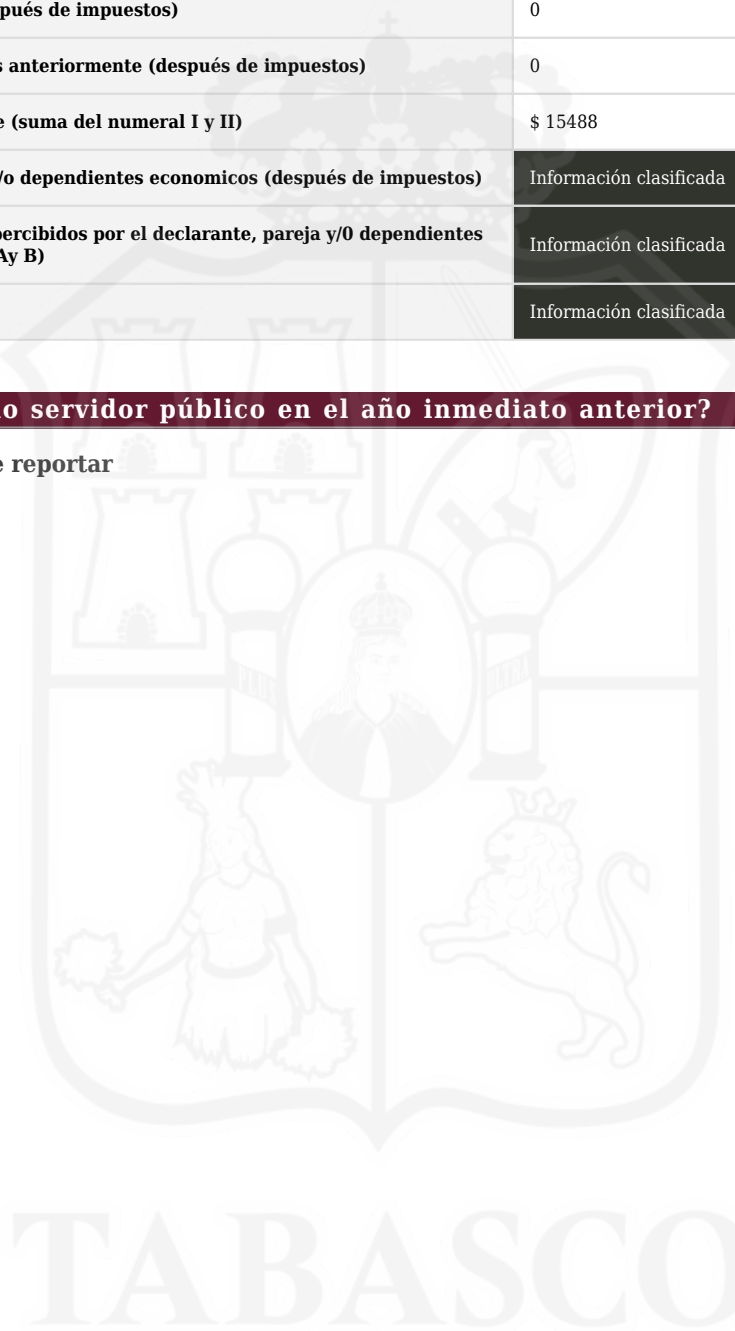 pués de impuestos)
0
s anteriormente (después de impuestos)
0
e (suma del numeral I y II)
$ 15488
/o dependientes economicos (después de impuestos)
Información clasificada
percibidos por el declarante, pareja y/0 dependientes
Ay B)
Información clasificada
Información clasificada
o servidor público en el año inmediato anterior?
e reportar
PLUS
ULTRA
TABASCO